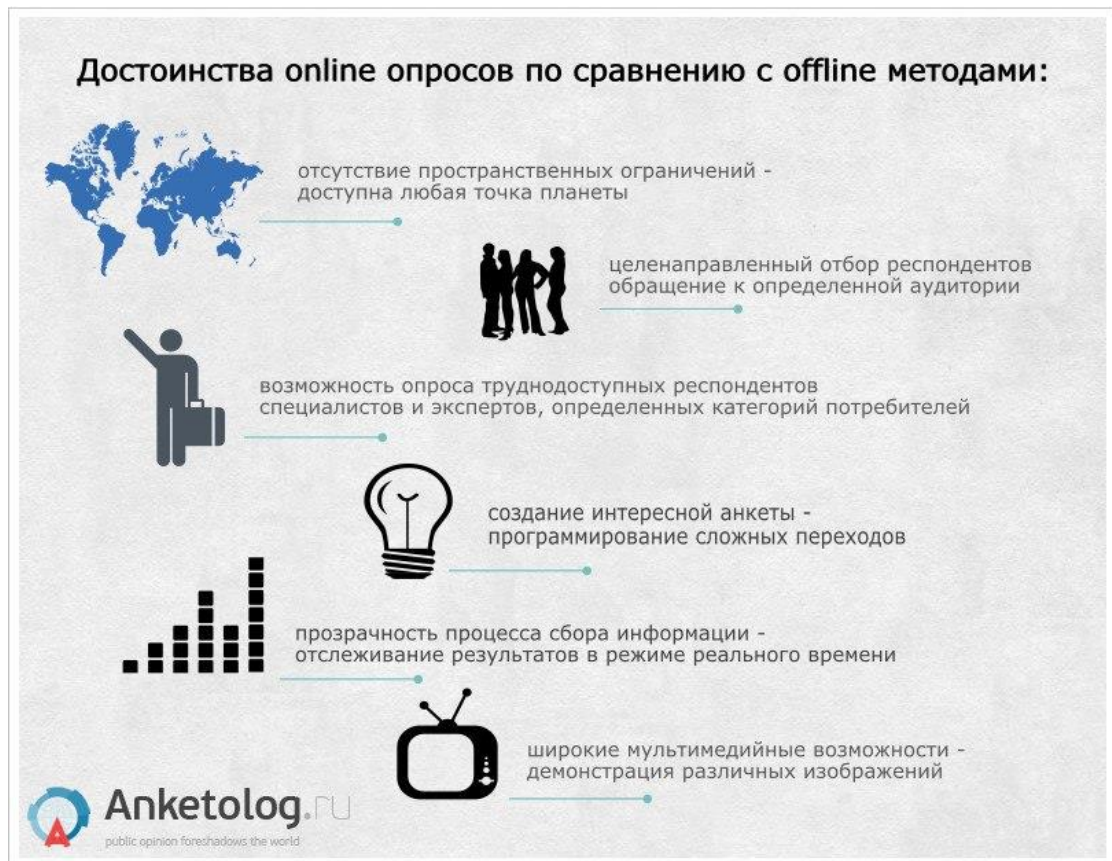 Достоинства online опросов по сравнению с offline методами:
отсутствие пространственных ограничений -
доступна любая точка планеты
целенаправленный отбор респондентов
обращение к определенной аудитории
возможность опроса труднодоступных респондентов
специалистов и экспертов, определенных категорий потребителей
создание интересной анкеты -
программирование сложных переходов
прозрачность процесса сбора информации -
отслеживание результатов в режиме реального времени
широкие мультимедийные возможности -
демонстрация различных изображений
Anketolog.ru
public opinion foreshadows the world